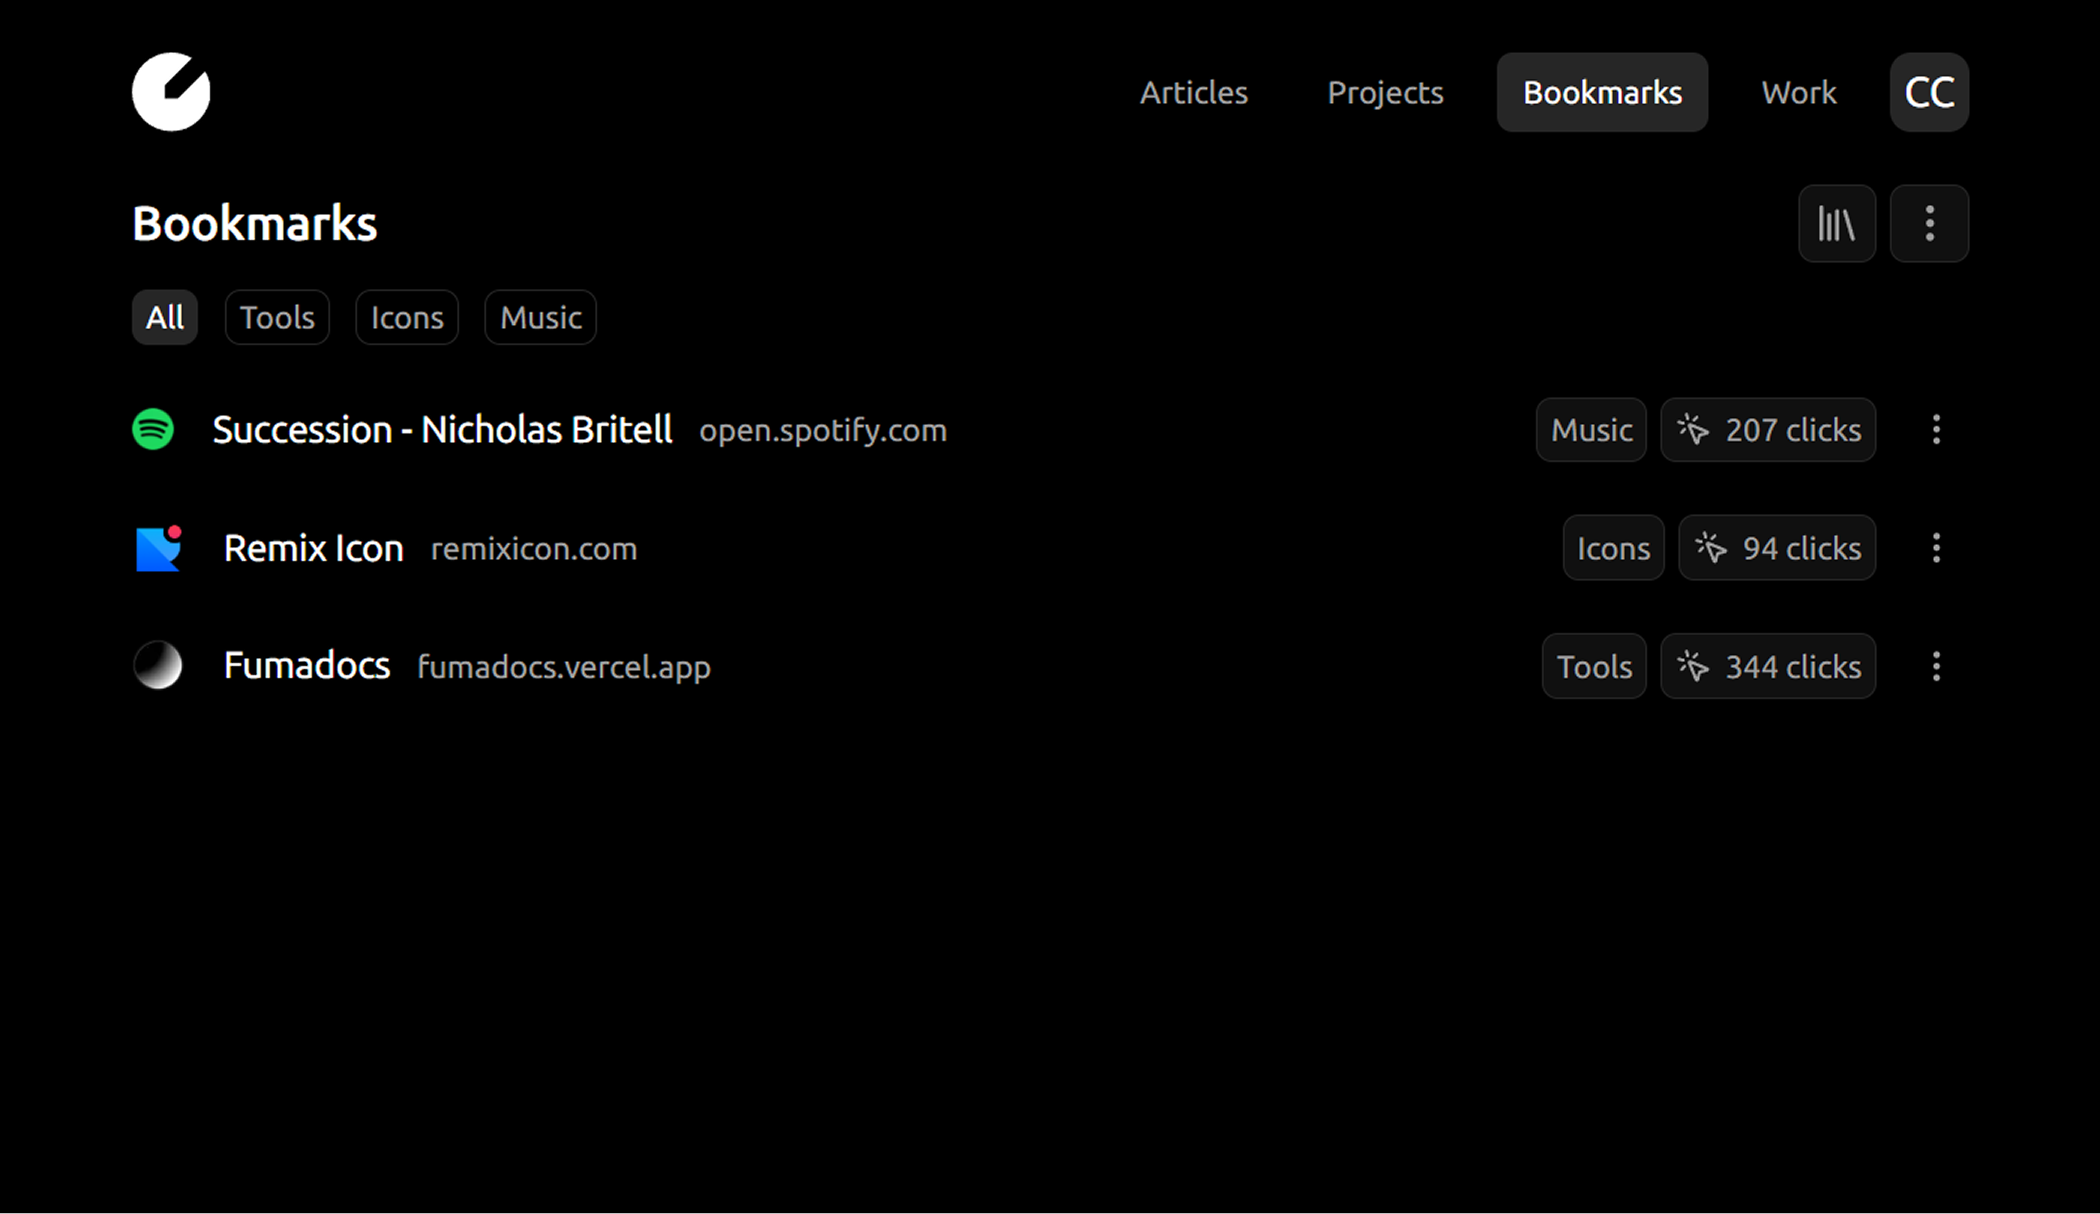 Articles Projects Bookmarks Work CC
Bookmarks
All Tools Icons Music
Succession - Nicholas Britell open.spotify.com Music 207 clicks
Remix Icon remixicon.com Icons 94 clicks
Fumadocs fumadocs.vercel.app Tools 344 clicks